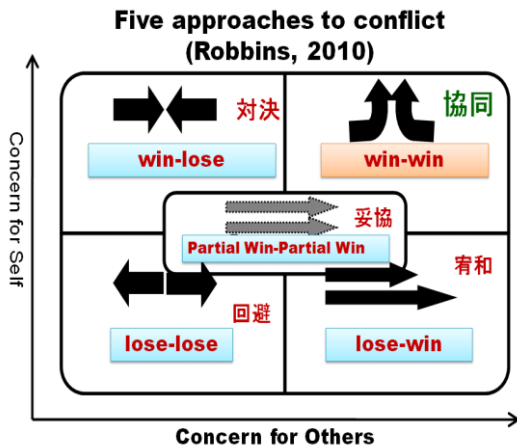 Five approaches to conflict
(Robbins, 2010)
Concern for Self
対決
win-lose
協同
win-win
妥協
Partial Win-Partial Win
回避
lose-lose
宥和
lose-win
Concern for Others